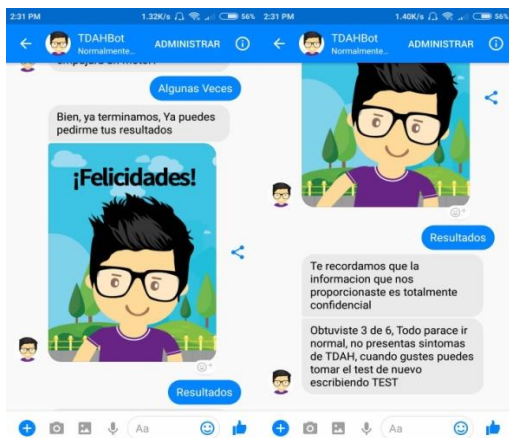 2:31 PM
1.32K/s
56%
TDAHBot
Normalmente...
ADMINISTRAR
Algunas Veces
Bien, ya terminamos, Ya puedes
pedirme tus resultados
¡Felicidades!
Resultados
Aa
2:31 PM
1.40K/s
56%
TDAHBot
Normalmente...
ADMINISTRAR
Resultados
Te recordamos que la
informacion que nos
proporcionaste es totalmente
confidencial
Obtuviste 3 de 6, Todo parace ir
normal, no presentas sintomas
de TDAH, cuando gustes puedes
tomar el test de nuevo
escribiendo TEST
Aa